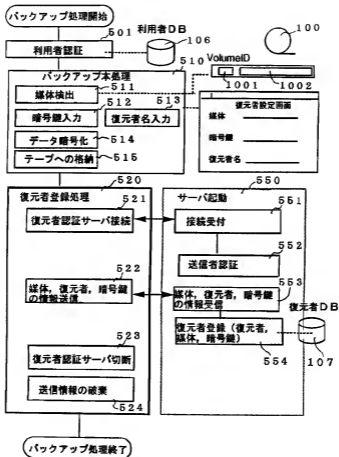 バックアップ処理開始
501
利用者認証
利用者DB
106
100
VolumeID
1001
1002
510
バックアップ本処理
511
媒体検出
512
513
暗号鍵入力
復元者名入力
514
データ暗号化
515
テープへの格納
復元者設定画面
媒体
暗号鍵
復元者名
520
復元者登録処理
521
復元者認証サーバ接続
522
媒体，復元者，暗号鍵
の情報送信
523
復元者認証サーバ切断
送信情報の破棄
524
550
サーバ起動
551
接続受付
552
送信者認証
553
媒体，復元者，暗号鍵
の情報受信
復元者DB
復元者登録（復元者，
媒体，暗号鍵）
554
107
バックアップ処理終了